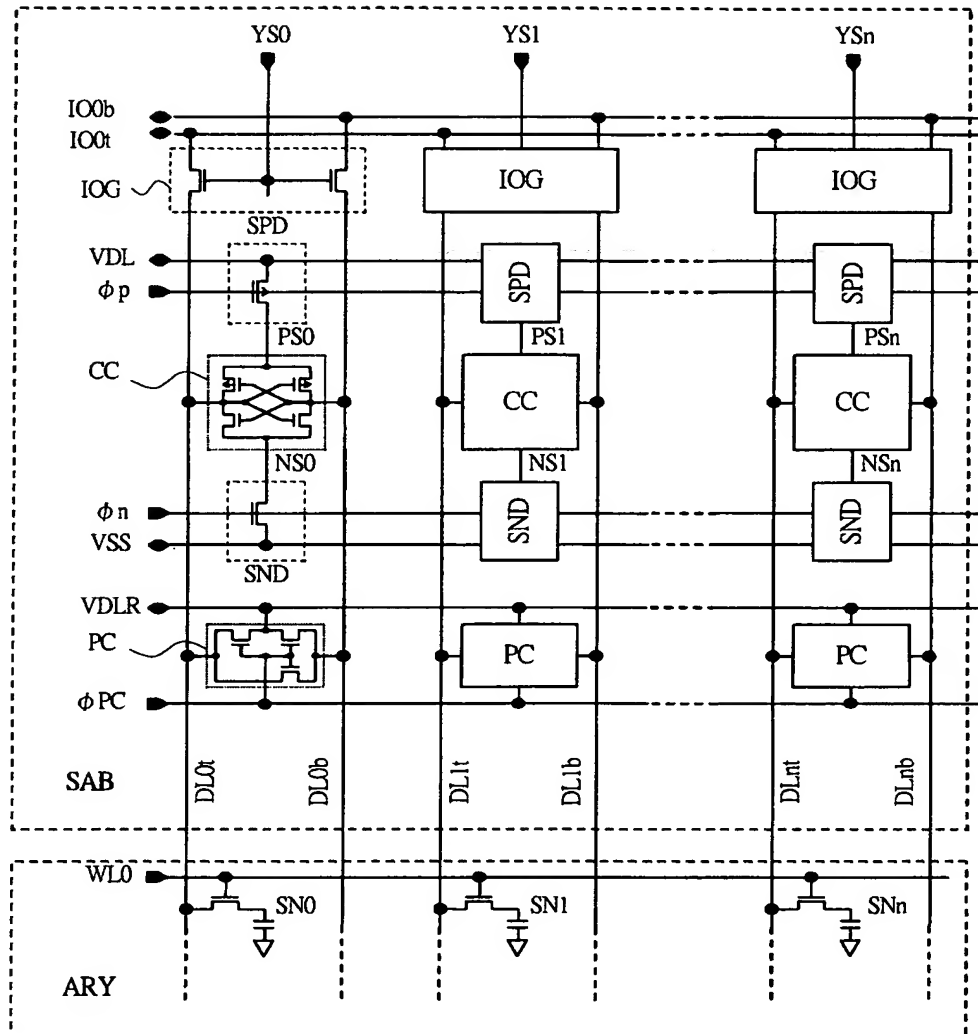 YS0 YS1 YSn
IO0b
IO0t
IOG IOG IOG
SPD
VDL SPD SPD
φp
PS0 PS1 PSn
CC CC CC
NS0 NS1 NSn
φn SND SND
VSS
SND
VDLR
PC PC PC
φPC
SAB DL0t DL0b DL1t DL1b DLnt DLnb
WL0
SN0 SN1 SNn
ARY